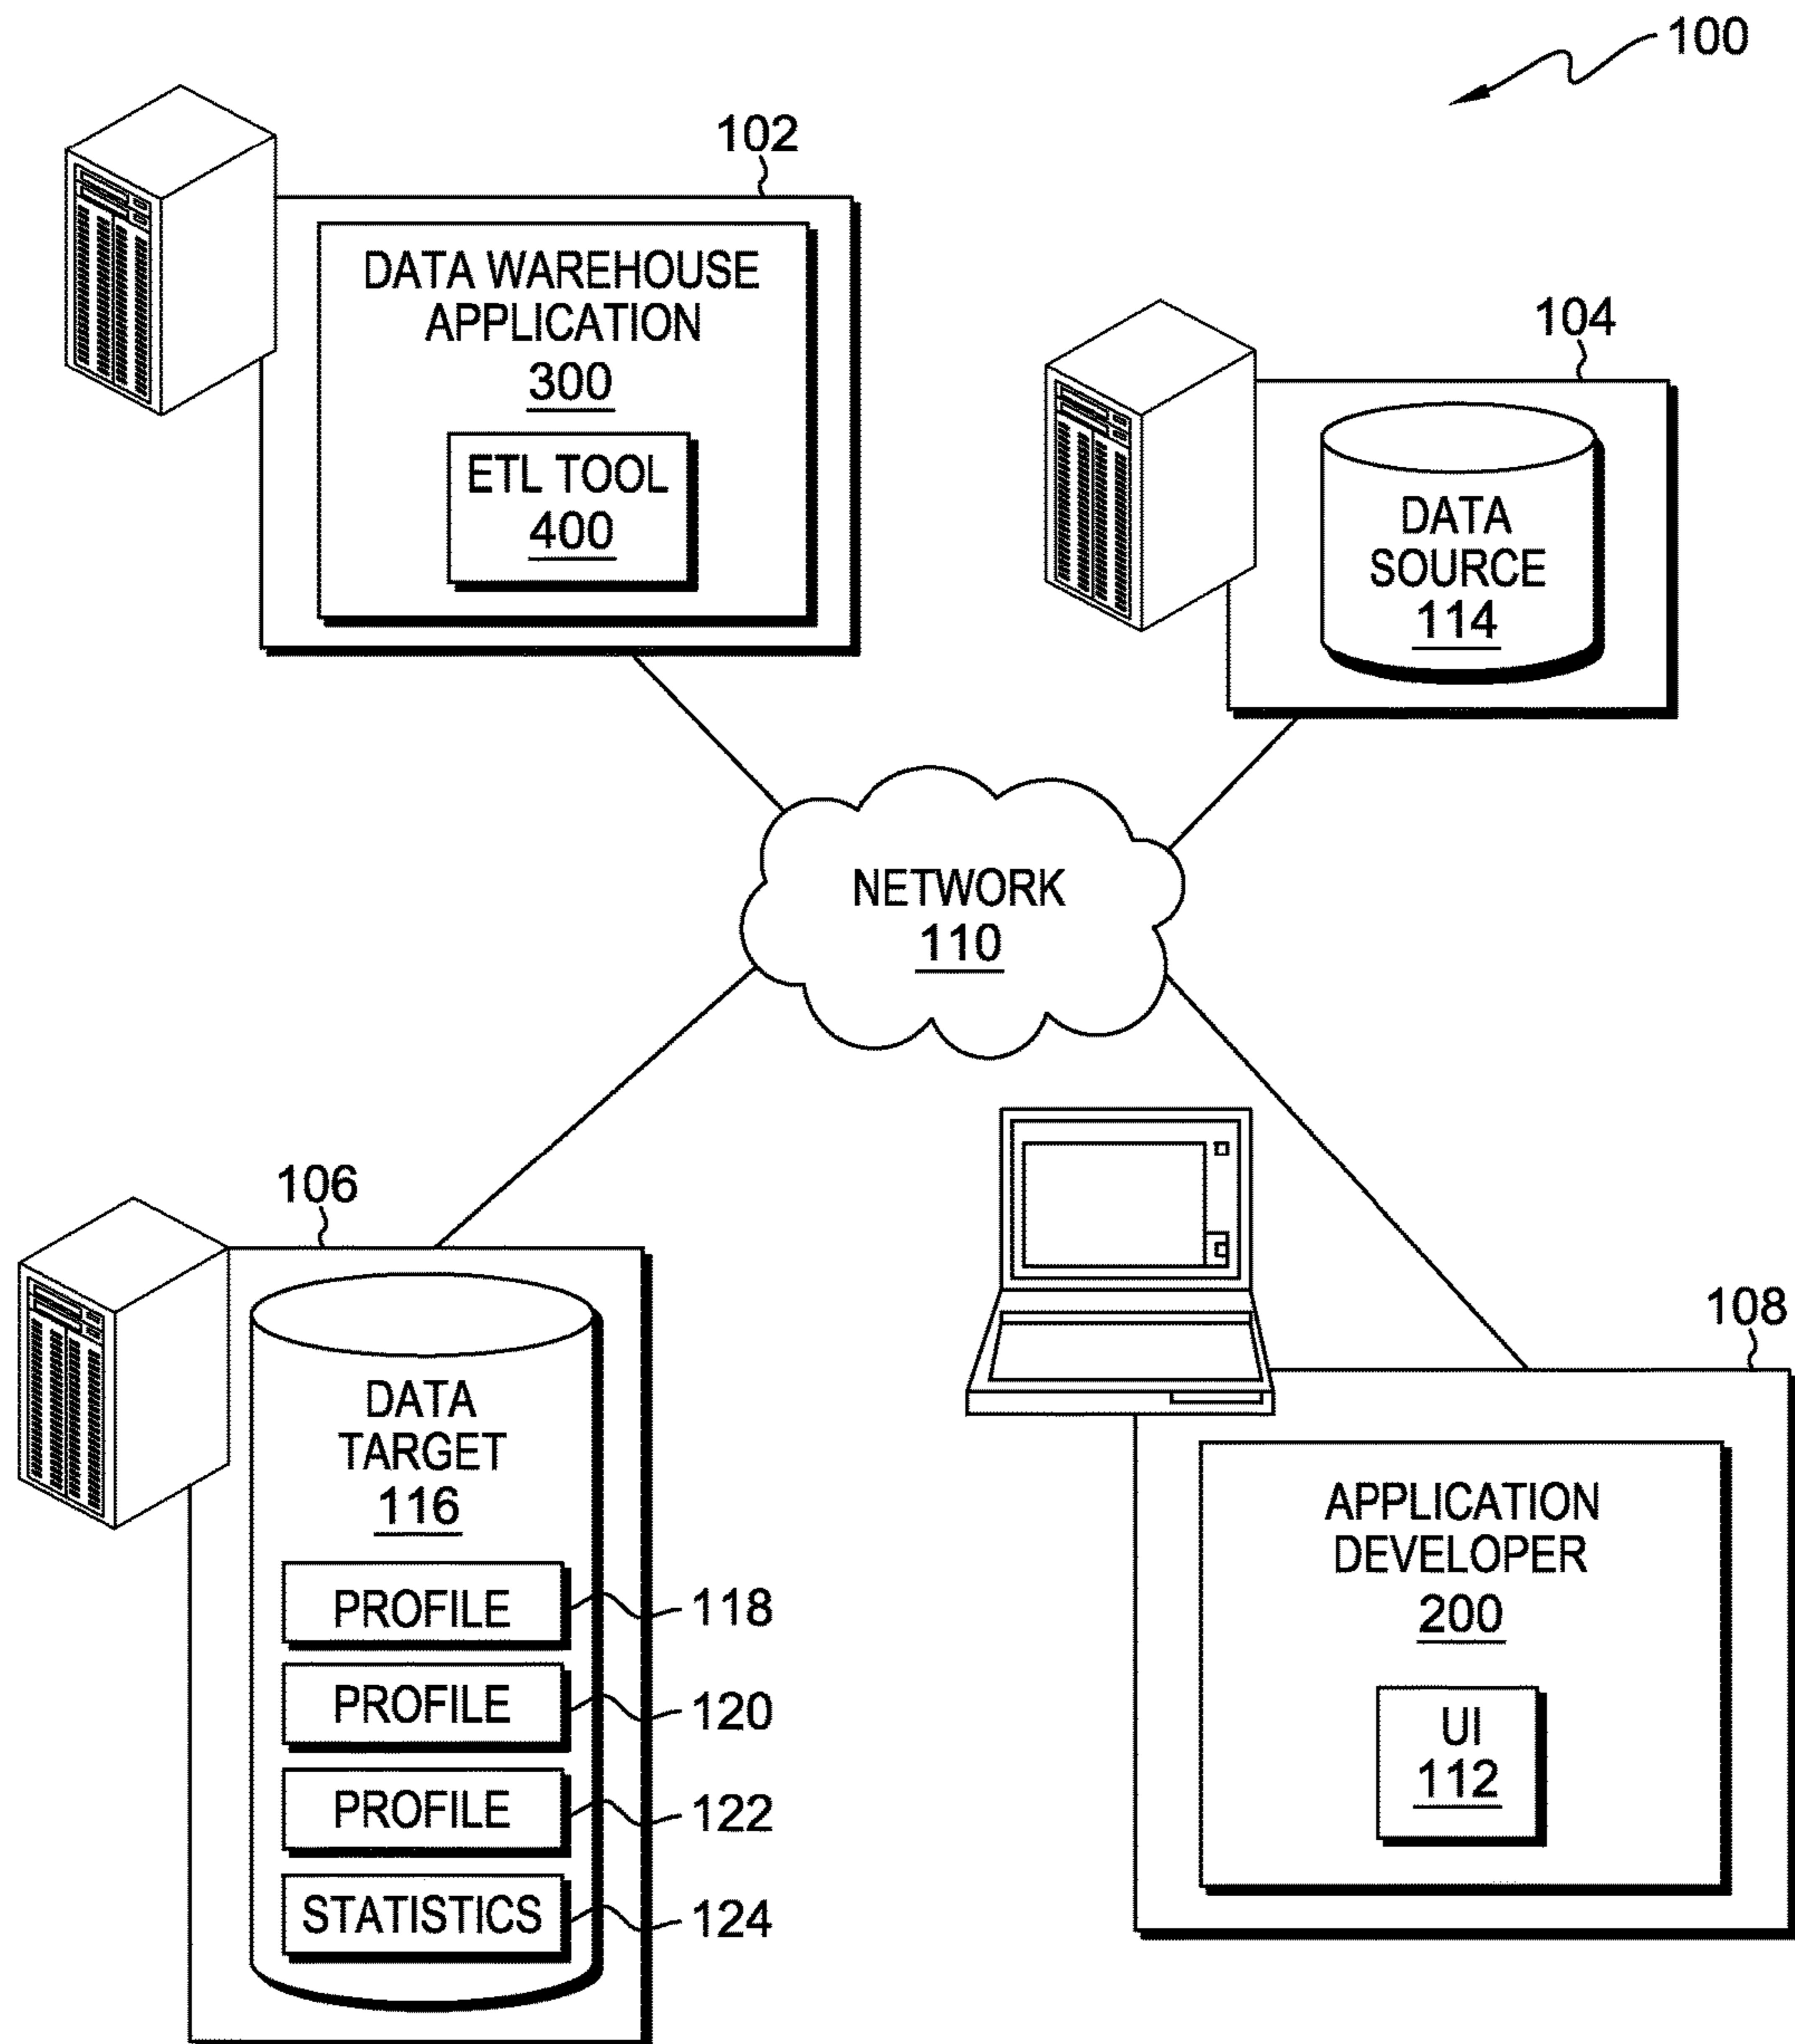 100
102
DATA WAREHOUSE
APPLICATION
300
ETL TOOL
400
104
DATA
SOURCE
114
NETWORK
110
106
DATA
TARGET
116
PROFILE
118
PROFILE
120
PROFILE
122
STATISTICS
124
108
APPLICATION
DEVELOPER
200
UI
112